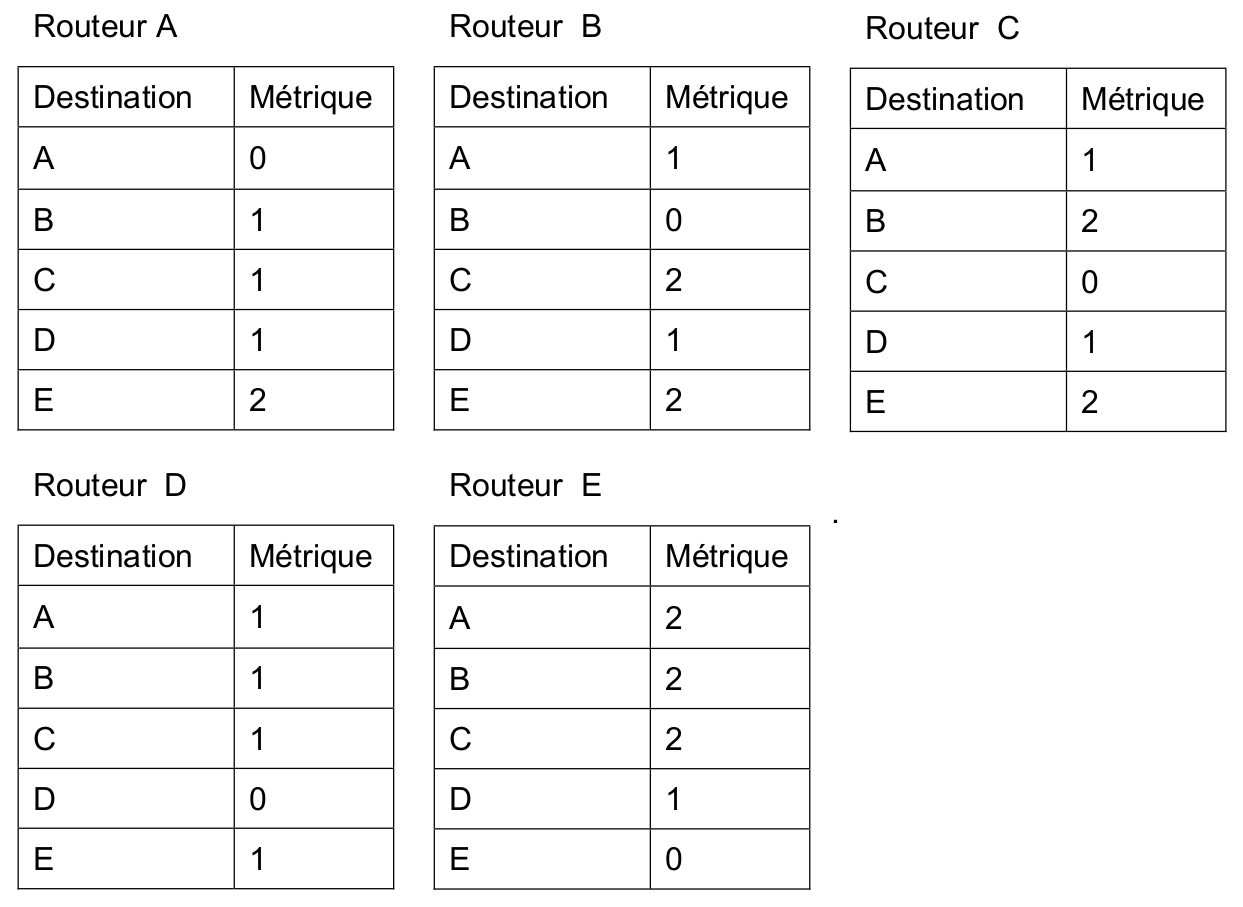 Routeur A
Destination Métrique
A 0
B 1
C 1
D 1
E 2
Routeur B
Destination Métrique
A 1
B 0
C 2
D 1
E 2
Routeur C
Destination Métrique
A 1
B 2
C 0
D 1
E 2
Routeur D
Destination Métrique
A 1
B 1
C 1
D 0
E 1
Routeur E
Destination Métrique
A 2
B 2
C 2
D 1
E 0
.